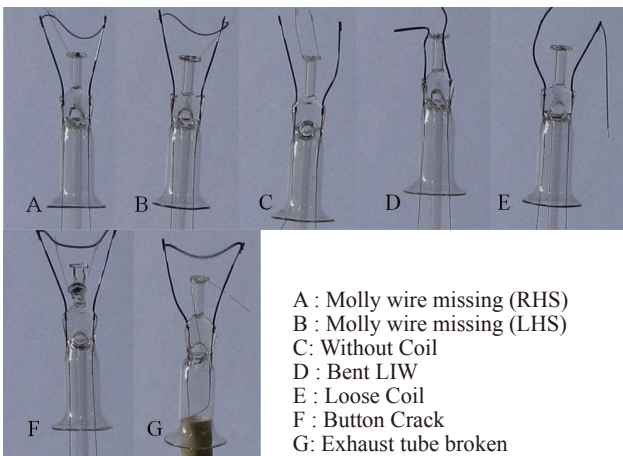 A
B
C
D
E
F
G
A : Molly wire missing (RHS)
B : Molly wire missing (LHS)
C: Without Coil
D : Bent LIW
E : Loose Coil
F : Button Crack
G: Exhaust tube broken